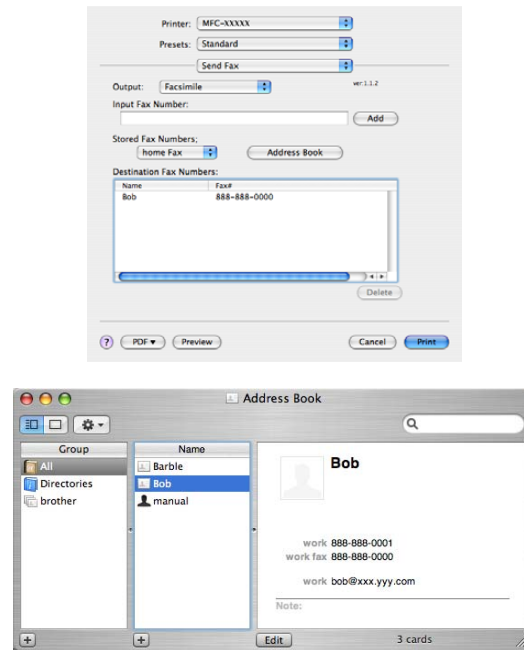 Printer: MFC-XXXXX
Presets: Standard
Send Fax
Output: Facsimile ver:1.1.2
Input Fax Number:
Add
Stored Fax Numbers;
home Fax Address Book
Destination Fax Numbers:
Name Fax#
Bob 888-888-0000
Delete
? PDF Preview Cancel Print
Address Book
Group Name
All Barble Bob
Directories Bob
brother manual
work 888-888-0001
work fax 888-888-0000
work bob@xxx.yyy.com
Note:
+ + Edit 3 cards